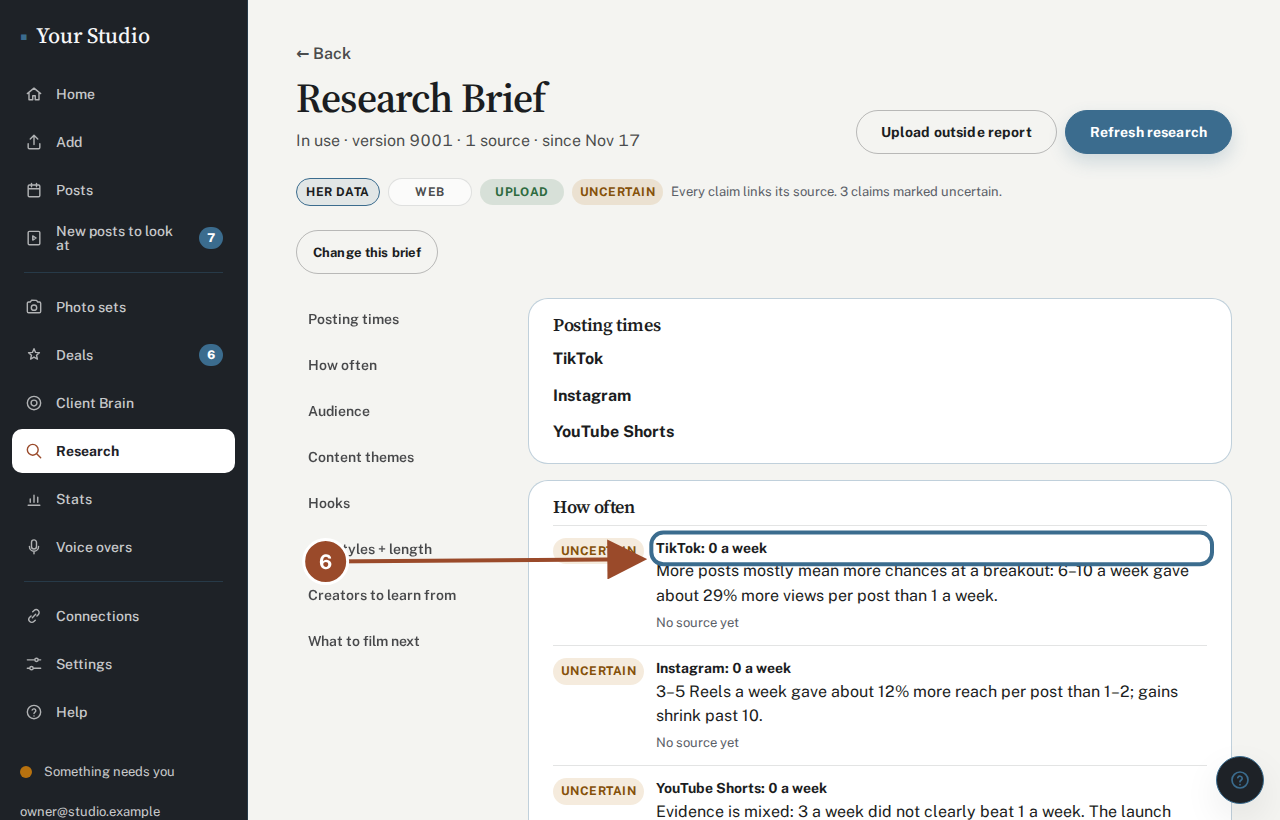 Your Studio
Home
Add
Posts
New posts to look
at
7
Photo sets
Deals
6
Client Brain
Research
Stats
Voice overs
Connections
Settings
Help
Something needs you
owner@studio.example
← Back
Research Brief
In use · version 9001 · 1 source · since Nov 17
Upload outside report
Refresh research
HER DATA
WEB
UPLOAD
UNCERTAIN
Every claim links its source. 3 claims marked uncertain.
Change this brief
Posting times
How often
Audience
Content themes
Hooks
+ length
Creators to learn from
What to film next
6
Posting times
TikTok
Instagram
YouTube Shorts
How often
TikTok: 0 a week
More posts mostly mean more chances at a breakout: 6–10 a week gave
about 29% more views per post than 1 a week.
No source yet
UNCERTAIN
Instagram: 0 a week
3–5 Reels a week gave about 12% more reach per post than 1–2; gains
shrink past 10.
No source yet
UNCERTAIN
YouTube Shorts: 0 a week
Evidence is mixed: 3 a week did not clearly beat 1 a week. The launch